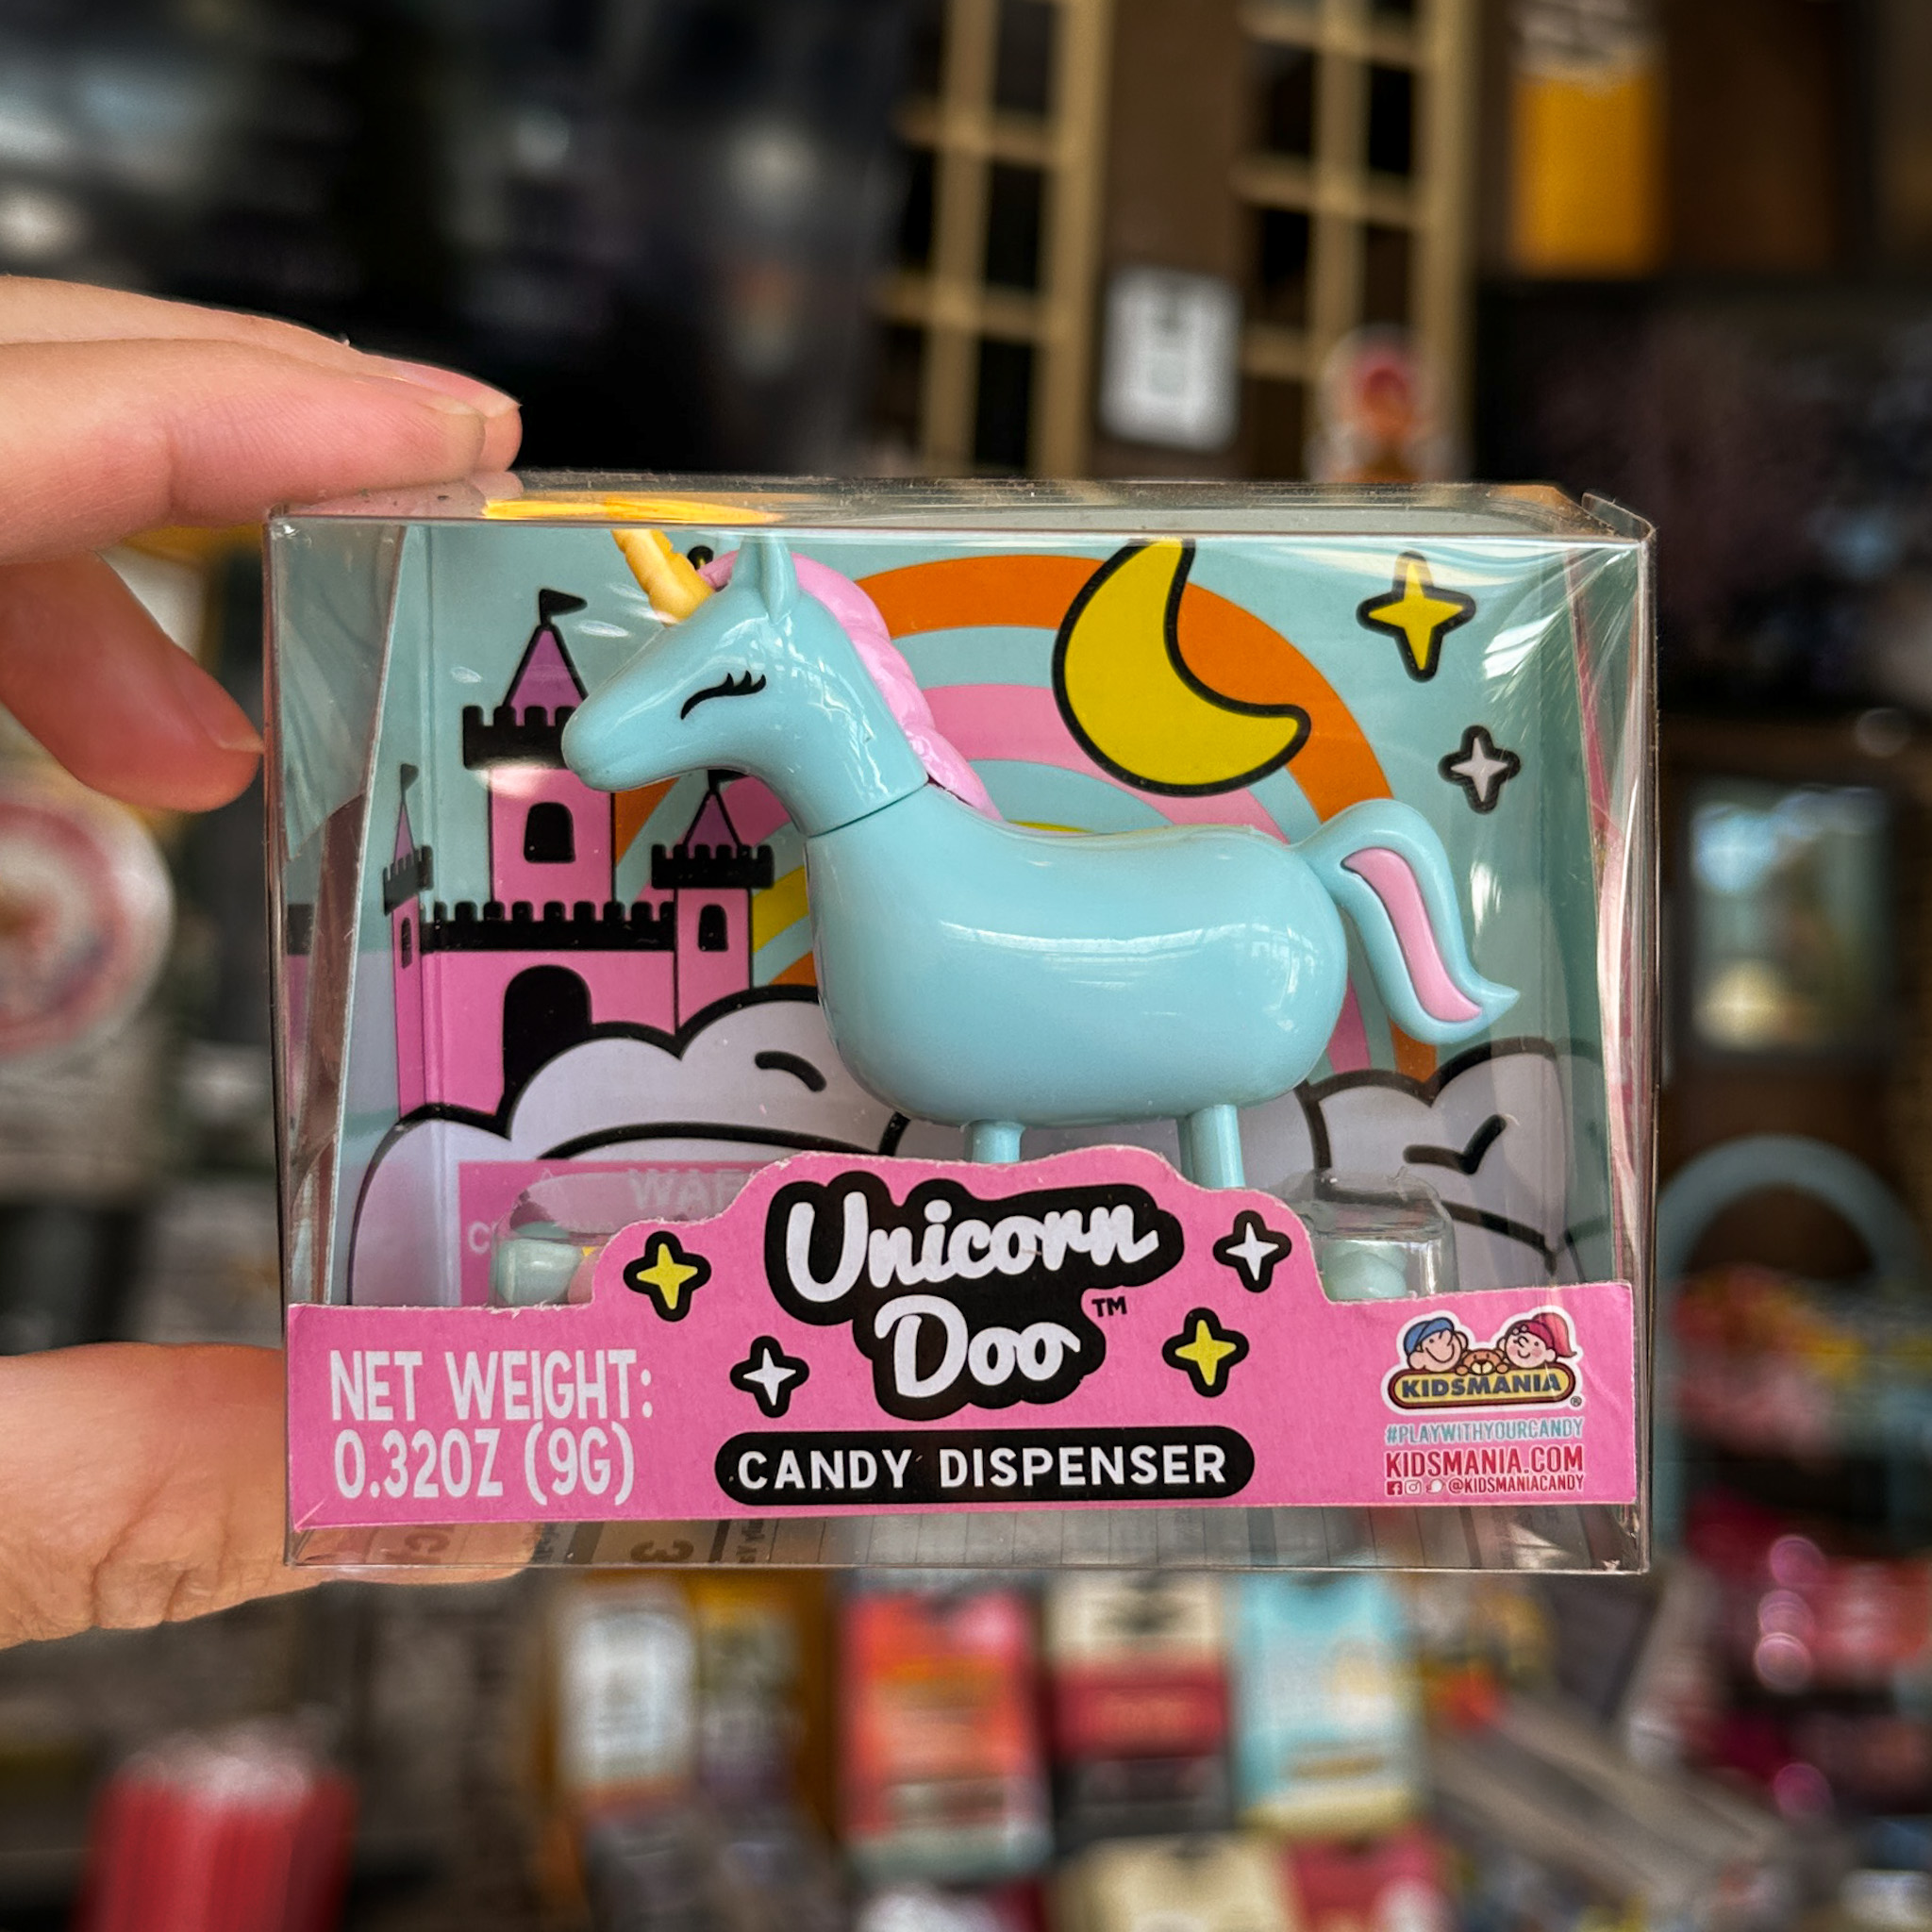 Unicorn
Doo™
CANDY DISPENSER
NET WEIGHT:
0.32OZ (9G)
KIDSMANIA®
#PLAYWITHYOURCANDY
KIDSMANIA.COM
@KIDSMANIACANDY